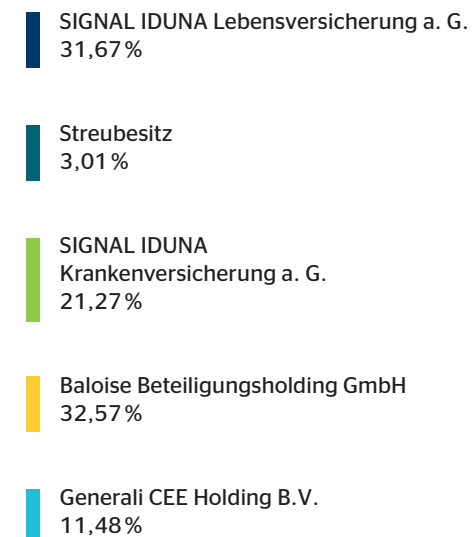 SIGNAL IDUNA Lebensversicherung a. G.
31,67 %
Streubesitz
3,01 %
SIGNAL IDUNA
Krankenversicherung a. G.
21,27 %
Baloise Beteiligungsholding GmbH
32,57 %
Generali CEE Holding B.V.
11,48 %